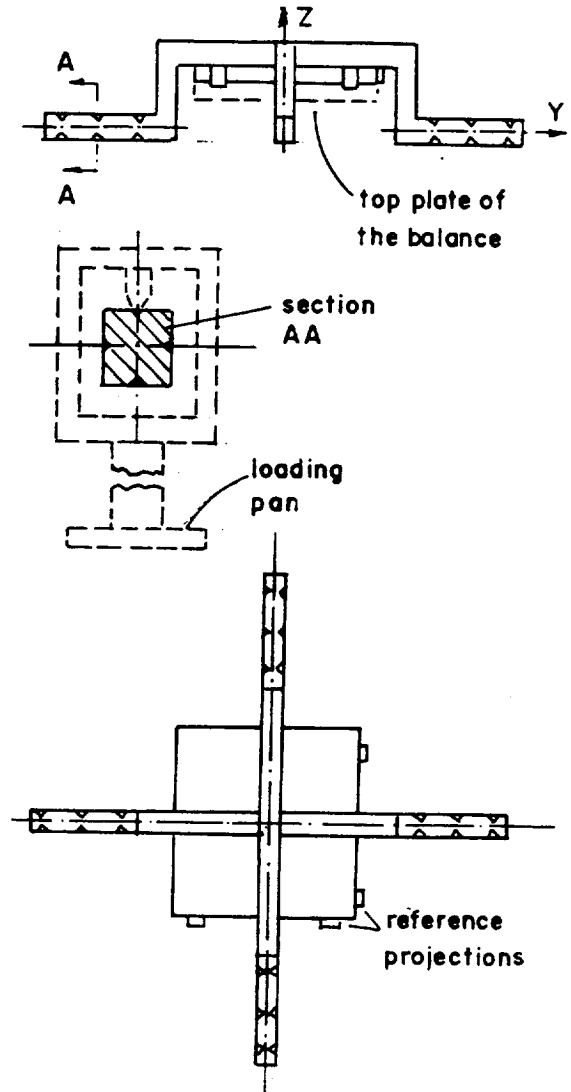 Z
A
Y
A
top plate of
the balance
section
AA
loading
pan
reference
projections